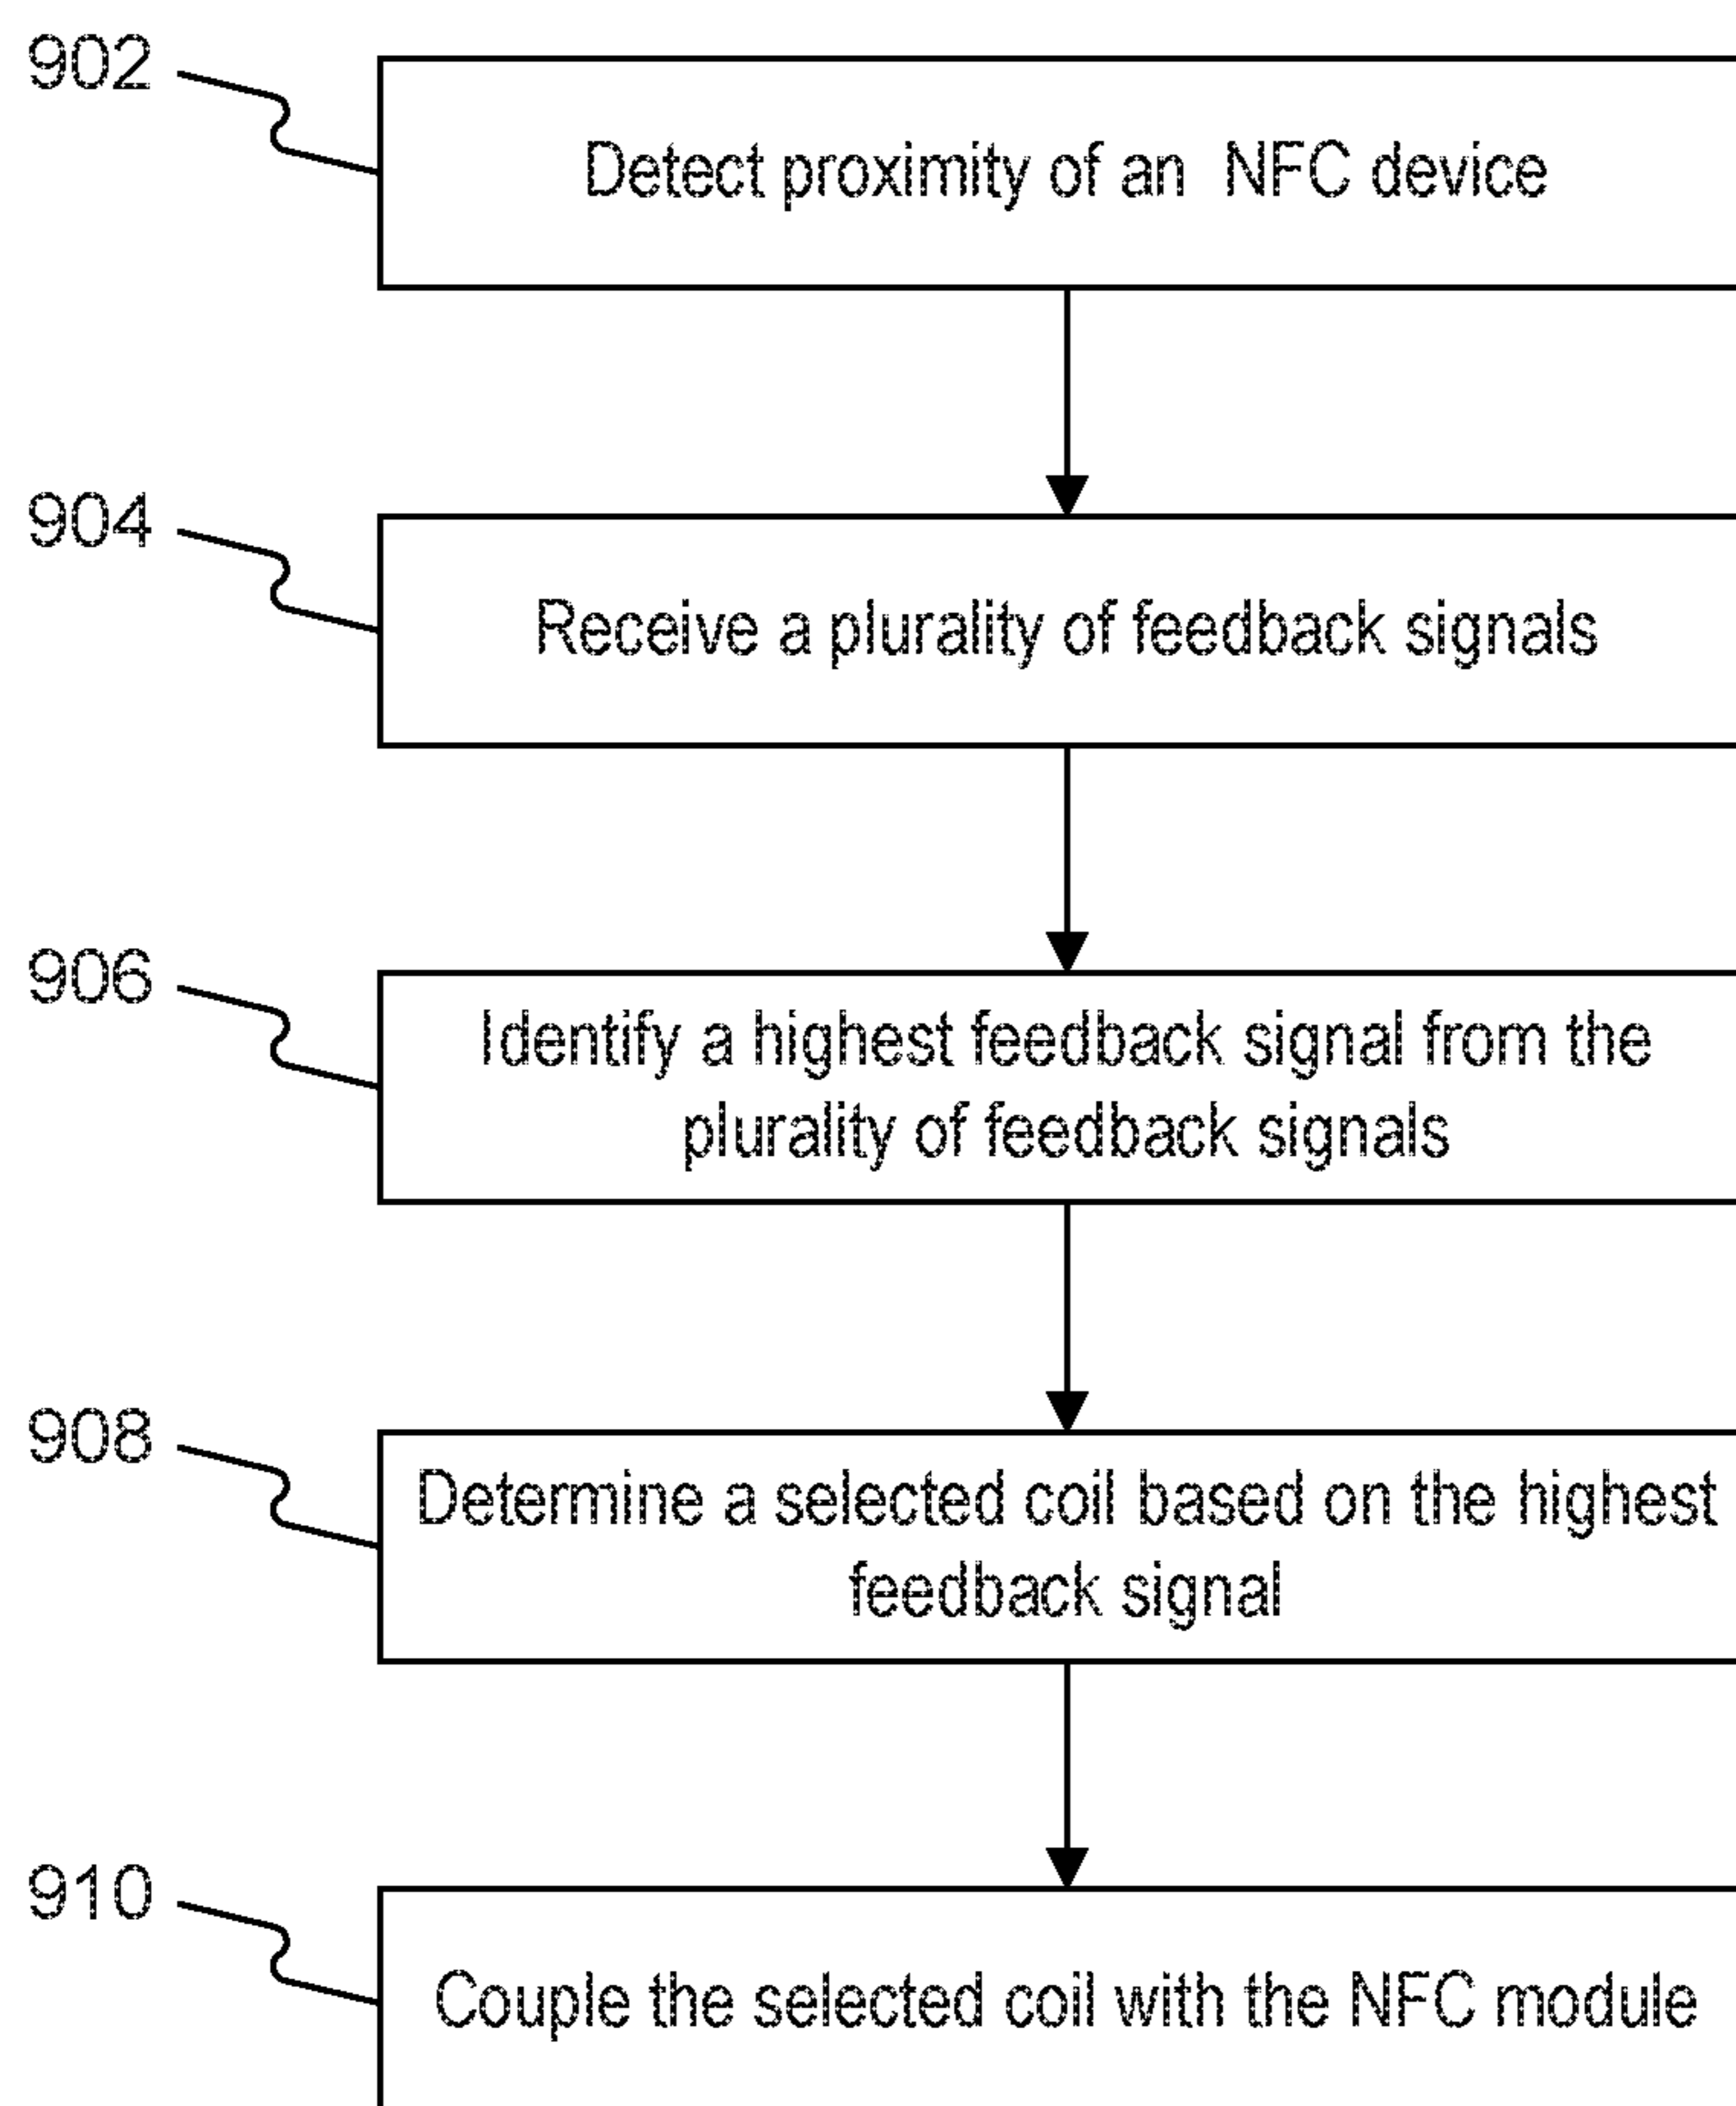 902
Detect proximity of an NFC device
904
Receive a plurality of feedback signals
906
Identify a highest feedback signal from the
plurality of feedback signals
908
Determine a selected coil based on the highest
feedback signal
910
Couple the selected coil with the NFC module